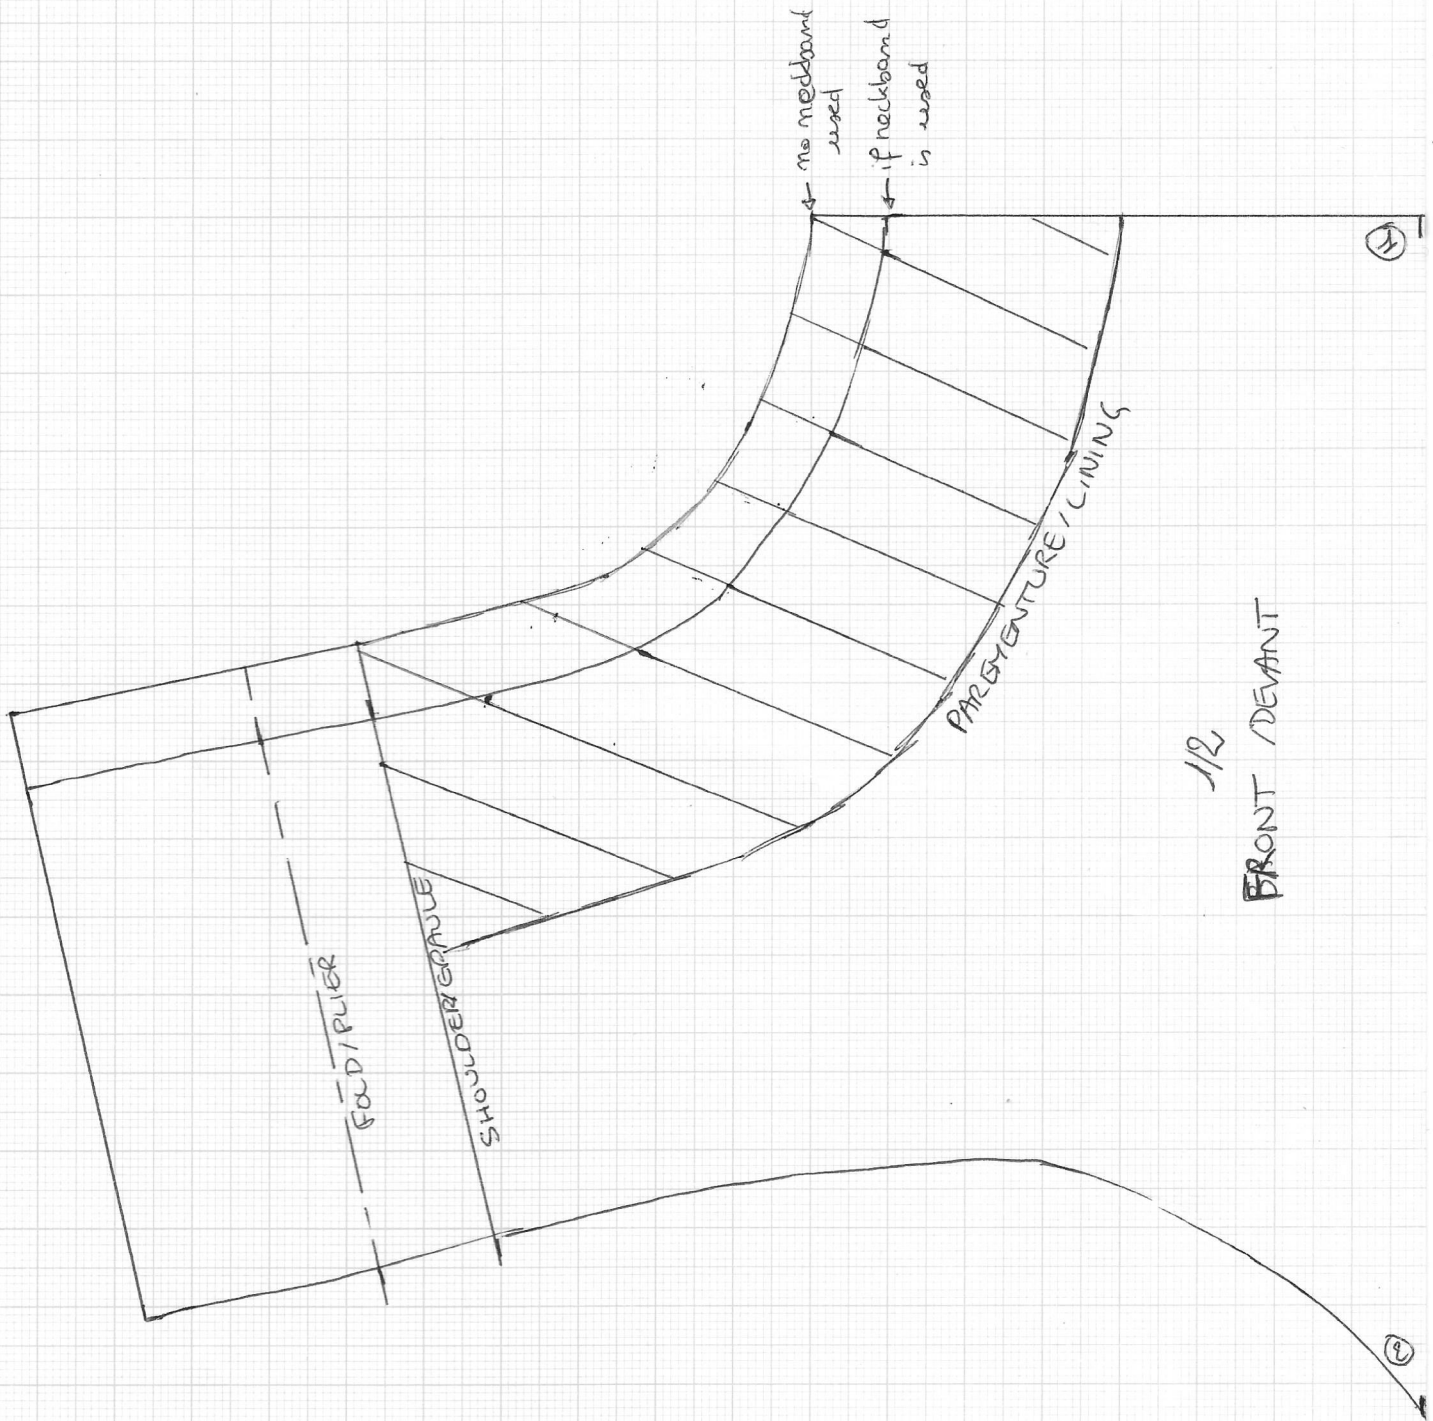 ← no neckband
used
← if neckband
is used
PAREMENTURE / LINING
1/2
FRONT / DEVANT
FOLD / PLIER
SHOULDER / EPAULE
1
2